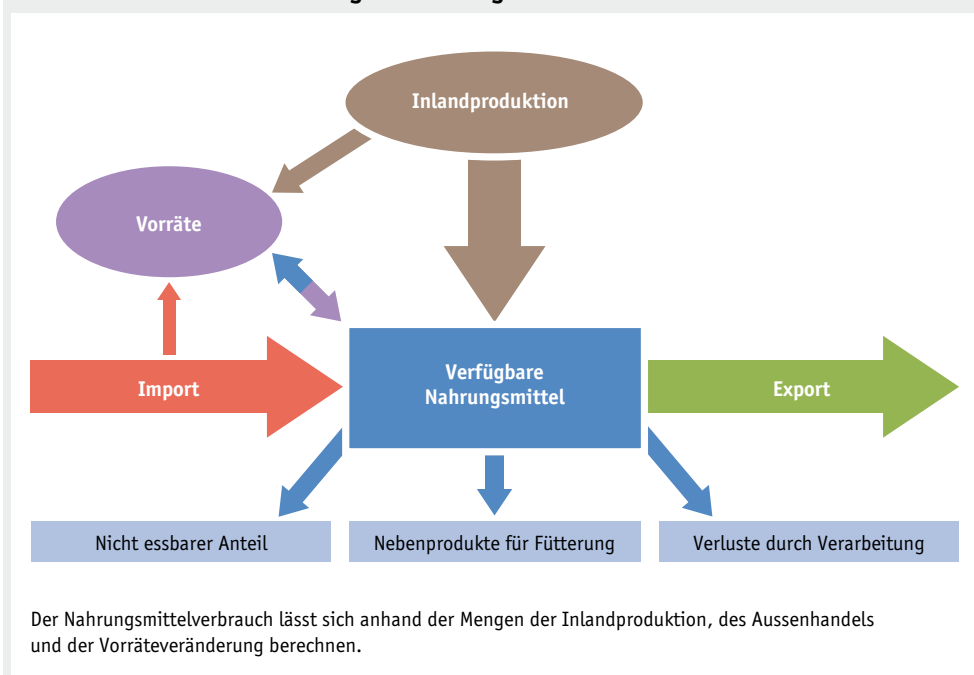 Inlandproduktion
Vorräte
Import
Verfügbare
Nahrungsmittel
Export
Nicht essbarer Anteil
Nebenprodukte für Fütterung
Verluste durch Verarbeitung
Der Nahrungsmittelverbrauch lässt sich anhand der Mengen der Inlandproduktion, des Aussenhandels
und der Vorräteveränderung berechnen.